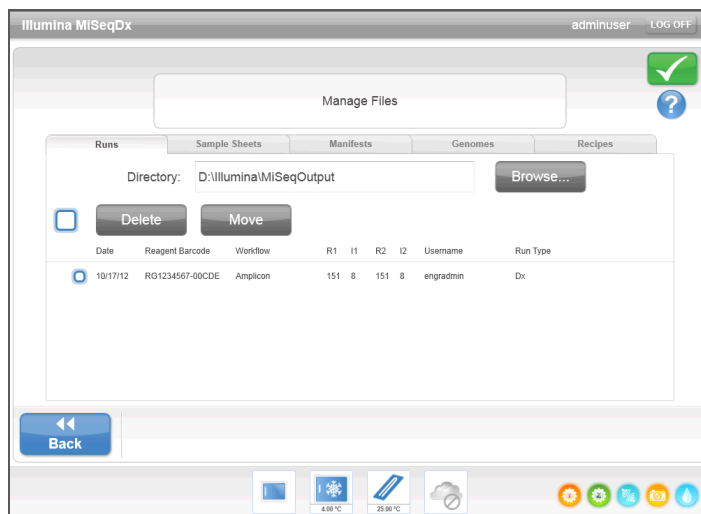 Illumina MiSeqDx adminuser LOG OFF
Manage Files
?
Runs Sample Sheets Manifests Genomes Recipes
Directory: D:\Illumina\MiSeqOutput Browse...
Delete Move
Date Reagent Barcode Workflow R1 I1 R2 I2 Username Run Type
10/17/12 RG1234567-00CDE Amplicon 151 8 151 8 engradmin Dx
Back
4.00 °C 25.00 °C